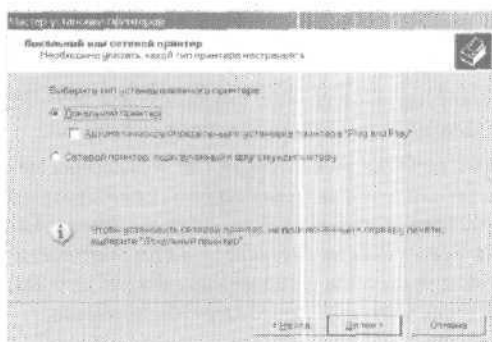 Мастер установки принтеров
Локальный или сетевой принтер
Необходимо указать, какой тип принтера настраивать
Выберите тип устанавливаемого принтера
Локальный принтер
Автоматическое определение и установка принтера "Plug and Play"
Сетевой принтер, подключенный к другому компьютеру
Чтобы установить сетевой принтер, не подключенный к серверу печати,
выберите "Локальный принтер"
< Назад
Далее >
Отмена